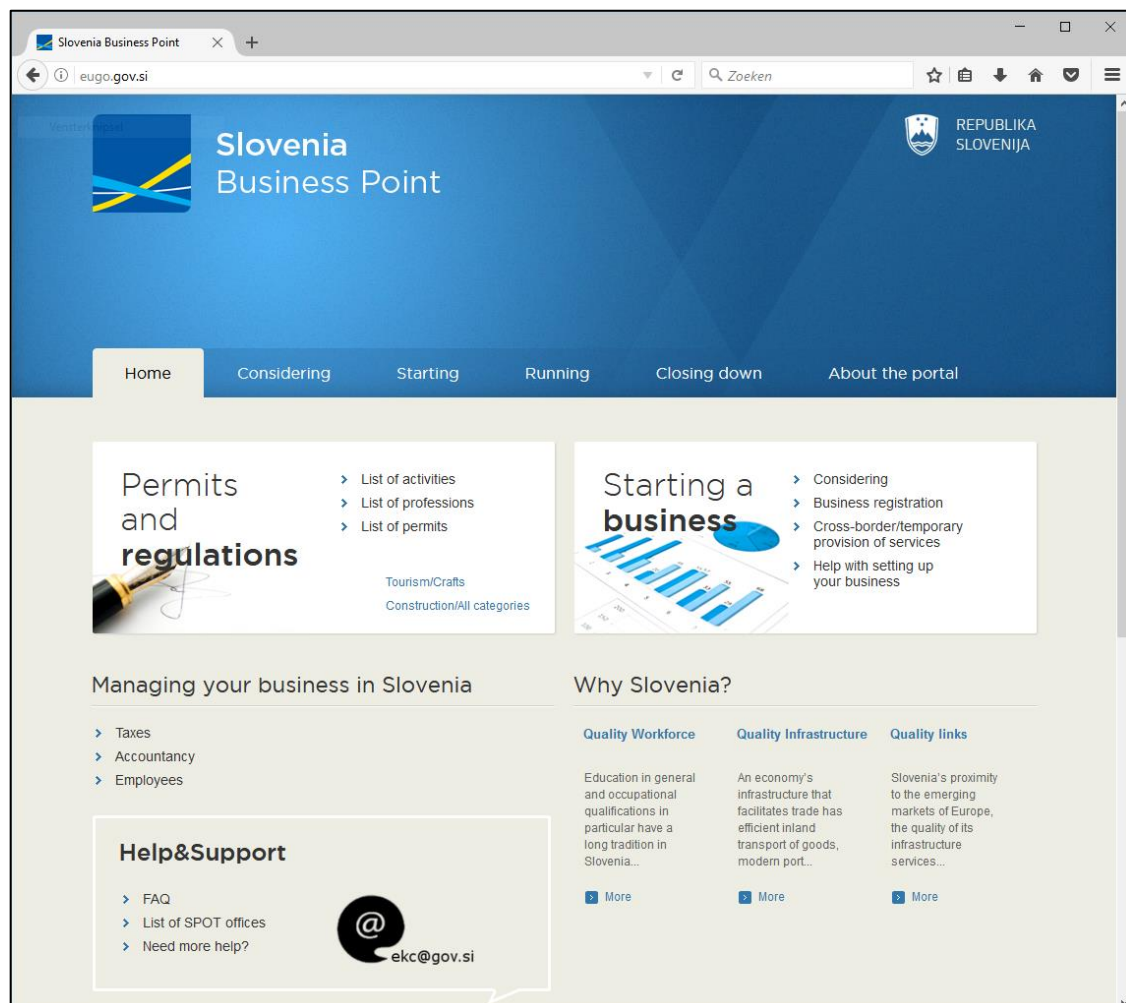 Slovenia Business Point
eugo.gov.si
Zoeken
Slovenia
Business Point
REPUBLIKA
SLOVENIJA
Home
Considering
Starting
Running
Closing down
About the portal
Permits
and
regulations
List of activities
List of professions
List of permits
Tourism/Crafts
Construction/All categories
Starting a
business
Considering
Business registration
Cross-border/temporary
provision of services
Help with setting up
your business
Managing your business in Slovenia
Taxes
Accountancy
Employees
Help&Support
FAQ
List of SPOT offices
Need more help?
@
ekc@gov.si
Why Slovenia?
Quality Workforce
Education in general
and occupational
qualifications in
particular have a
long tradition in
Slovenia...
More
Quality Infrastructure
An economy's
infrastructure that
facilitates trade has
efficient inland
transport of goods,
modern port...
More
Quality links
Slovenia's proximity
to the emerging
markets of Europe,
the quality of its
infrastructure
services...
More